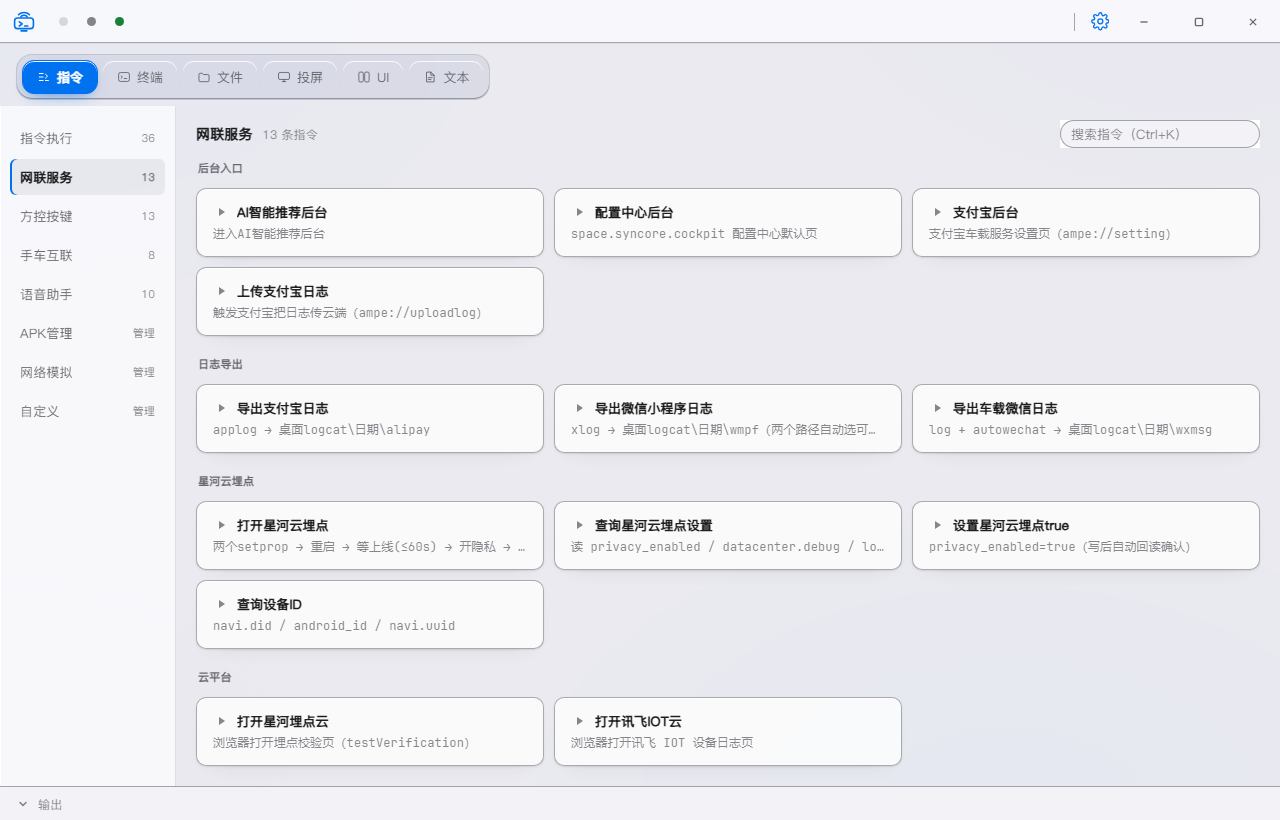 指令
终端
文件
投屏
UI
文本
指令执行 36
网联服务 13
方控按键 13
手车互联 8
语音助手 10
APK管理 管理
网络模拟 管理
自定义 管理
网联服务 13 条指令
搜索指令（Ctrl+K）
后台入口
AI智能推荐后台
进入AI智能推荐后台
配置中心后台
space.syncore.cockpit 配置中心默认页
支付宝后台
支付宝车载服务设置页（ampe://setting）
上传支付宝日志
触发支付宝把日志传云端（ampe://uploadlog）
日志导出
导出支付宝日志
applog → 桌面logcat\日期\alipay
导出微信小程序日志
xlog → 桌面logcat\日期\wmpf（两个路径自动选可…
导出车载微信日志
log + autowechat → 桌面logcat\日期\wxmsg
星河云埋点
打开星河云埋点
两个setprop → 重启 → 等上线(≤60s) → 开隐私 → …
查询星河云埋点设置
读 privacy_enabled / datacenter.debug / lo…
设置星河云埋点true
privacy_enabled=true（写后自动回读确认）
查询设备ID
navi.did / android_id / navi.uuid
云平台
打开星河埋点云
浏览器打开埋点校验页（testVerification）
打开讯飞IOT云
浏览器打开讯飞 IOT 设备日志页
输出